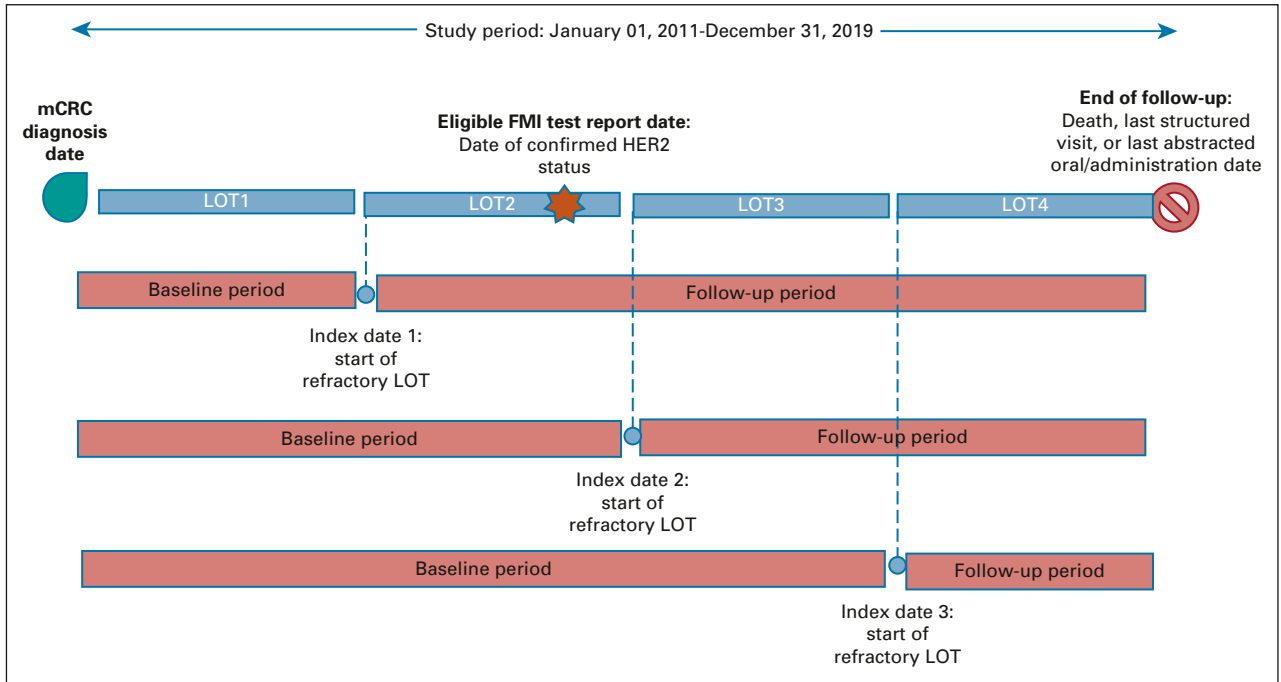 Study period: January 01, 2011-December 31, 2019
mCRC
diagnosis
date
Eligible FMI test report date:
Date of confirmed HER2
status
End of follow-up:
Death, last structured
visit, or last abstracted
oral/administration date
LOT1
LOT2
LOT3
LOT4
Baseline period
Follow-up period
Index date 1:
start of
refractory LOT
Baseline period
Follow-up period
Index date 2:
start of
refractory LOT
Baseline period
Follow-up period
Index date 3:
start of
refractory LOT